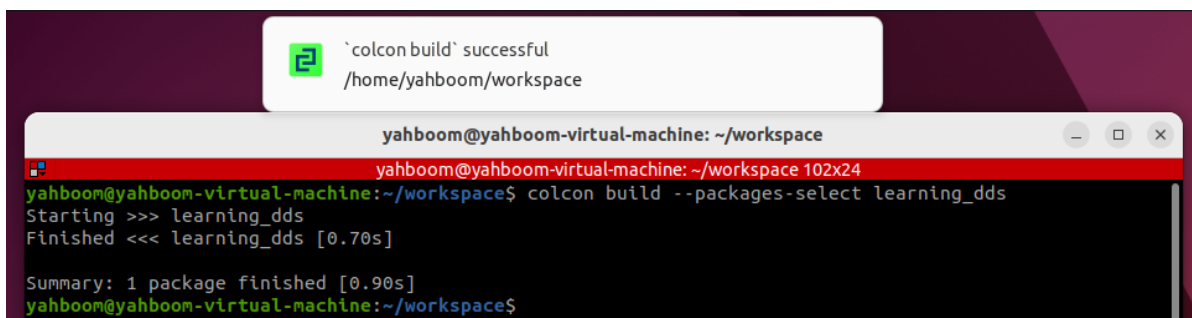 `colcon build` successful
/home/yahboom/workspace
yahboom@yahboom-virtual-machine: ~/workspace
yahboom@yahboom-virtual-machine: ~/workspace 102x24
yahboom@yahboom-virtual-machine:~/workspace$ colcon build --packages-select learning_dds
Starting >>> learning_dds
Finished <<< learning_dds [0.70s]
Summary: 1 package finished [0.90s]
yahboom@yahboom-virtual-machine:~/workspace$